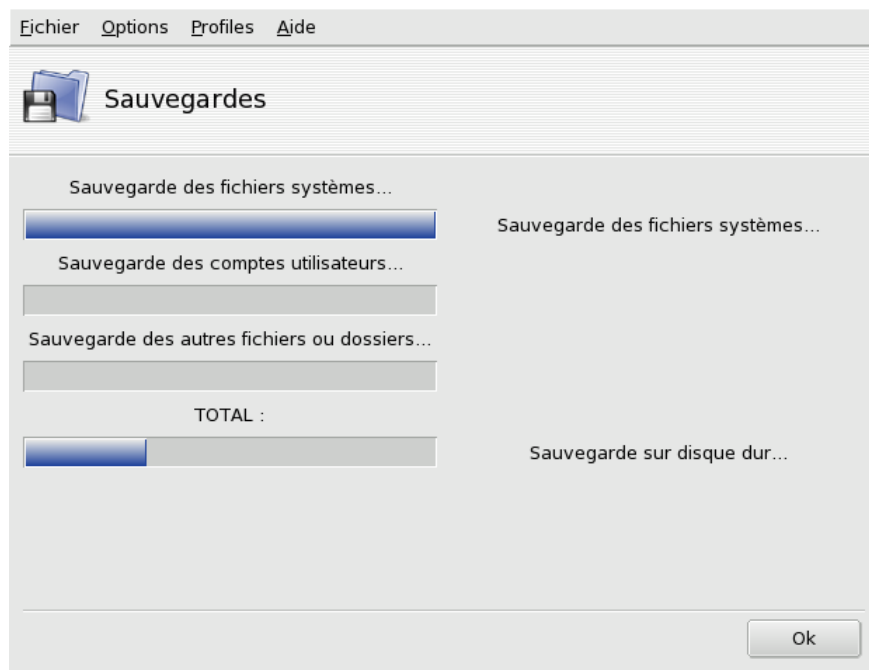 Fichier Options Profiles Aide
Sauvegardes
Sauvegarde des fichiers systèmes...
Sauvegarde des fichiers systèmes...
Sauvegarde des comptes utilisateurs...
Sauvegarde des autres fichiers ou dossiers...
TOTAL :
Sauvegarde sur disque dur...
Ok